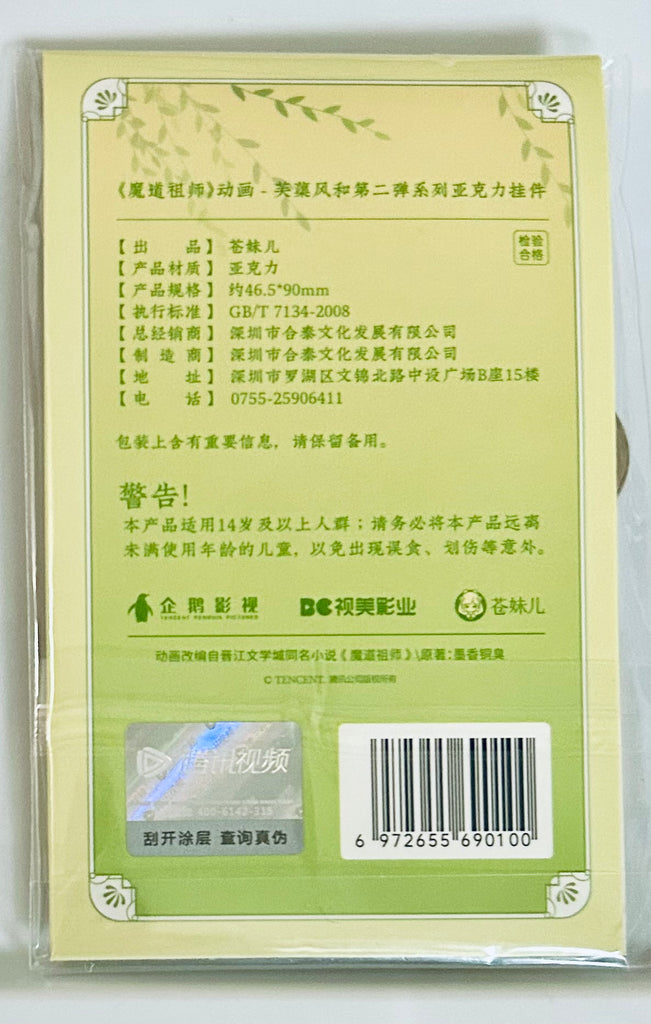 《魔道祖师》动画 - 芙蕖风和第二弹系列亚克力挂件
检验
合格
【出 品】 苍妹儿
【产品材质】 亚克力
【产品规格】 约46.5*90mm
【执行标准】 GB/T 7134-2008
【总经销商】 深圳市合泰文化发展有限公司
【制 造 商】 深圳市合泰文化发展有限公司
【地 址】 深圳市罗湖区文锦北路中设广场B座15楼
【电 话】 0755-25906411
包装上含有重要信息，请保留备用。
警告!
本产品适用14岁及以上人群；请务必将本产品远离
未满使用年龄的儿童，以免出现误食、划伤等意外。
企鹅影视
TENCENT PENGUIN PICTURES
BC视美影业
苍妹儿
动画改编自晋江文学城同名小说《魔道祖师》\原著：墨香铜臭
© TENCENT. 腾讯公司版权所有
腾讯视频
400-6142-315
刮开涂层 查询真伪
6 972655 690100